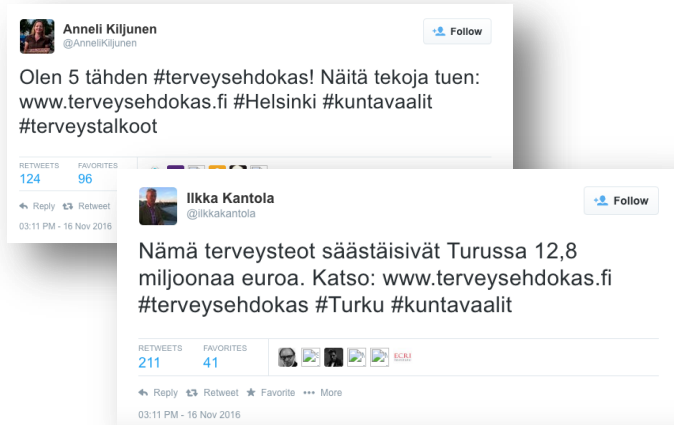 Anneli Kiljunen
@AnneliKiljunen
Follow
Olen 5 tähden #terveysehdokas! Näitä tekoja tuen:
www.terveysehdokas.fi #Helsinki #kuntavaalit
#terveystalkoot
RETWEETS FAVORITES
124 96
Reply Retweet
03:11 PM - 16 Nov 2016
Ilkka Kantola
@ilkkakantola
Follow
Nämä terveysteot säästäisivät Turussa 12,8
miljoonaa euroa. Katso: www.terveysehdokas.fi
#terveysehdokas #Turku #kuntavaalit
RETWEETS FAVORITES
211 41
ECRI
Reply Retweet Favorite ••• More
03:11 PM - 16 Nov 2016